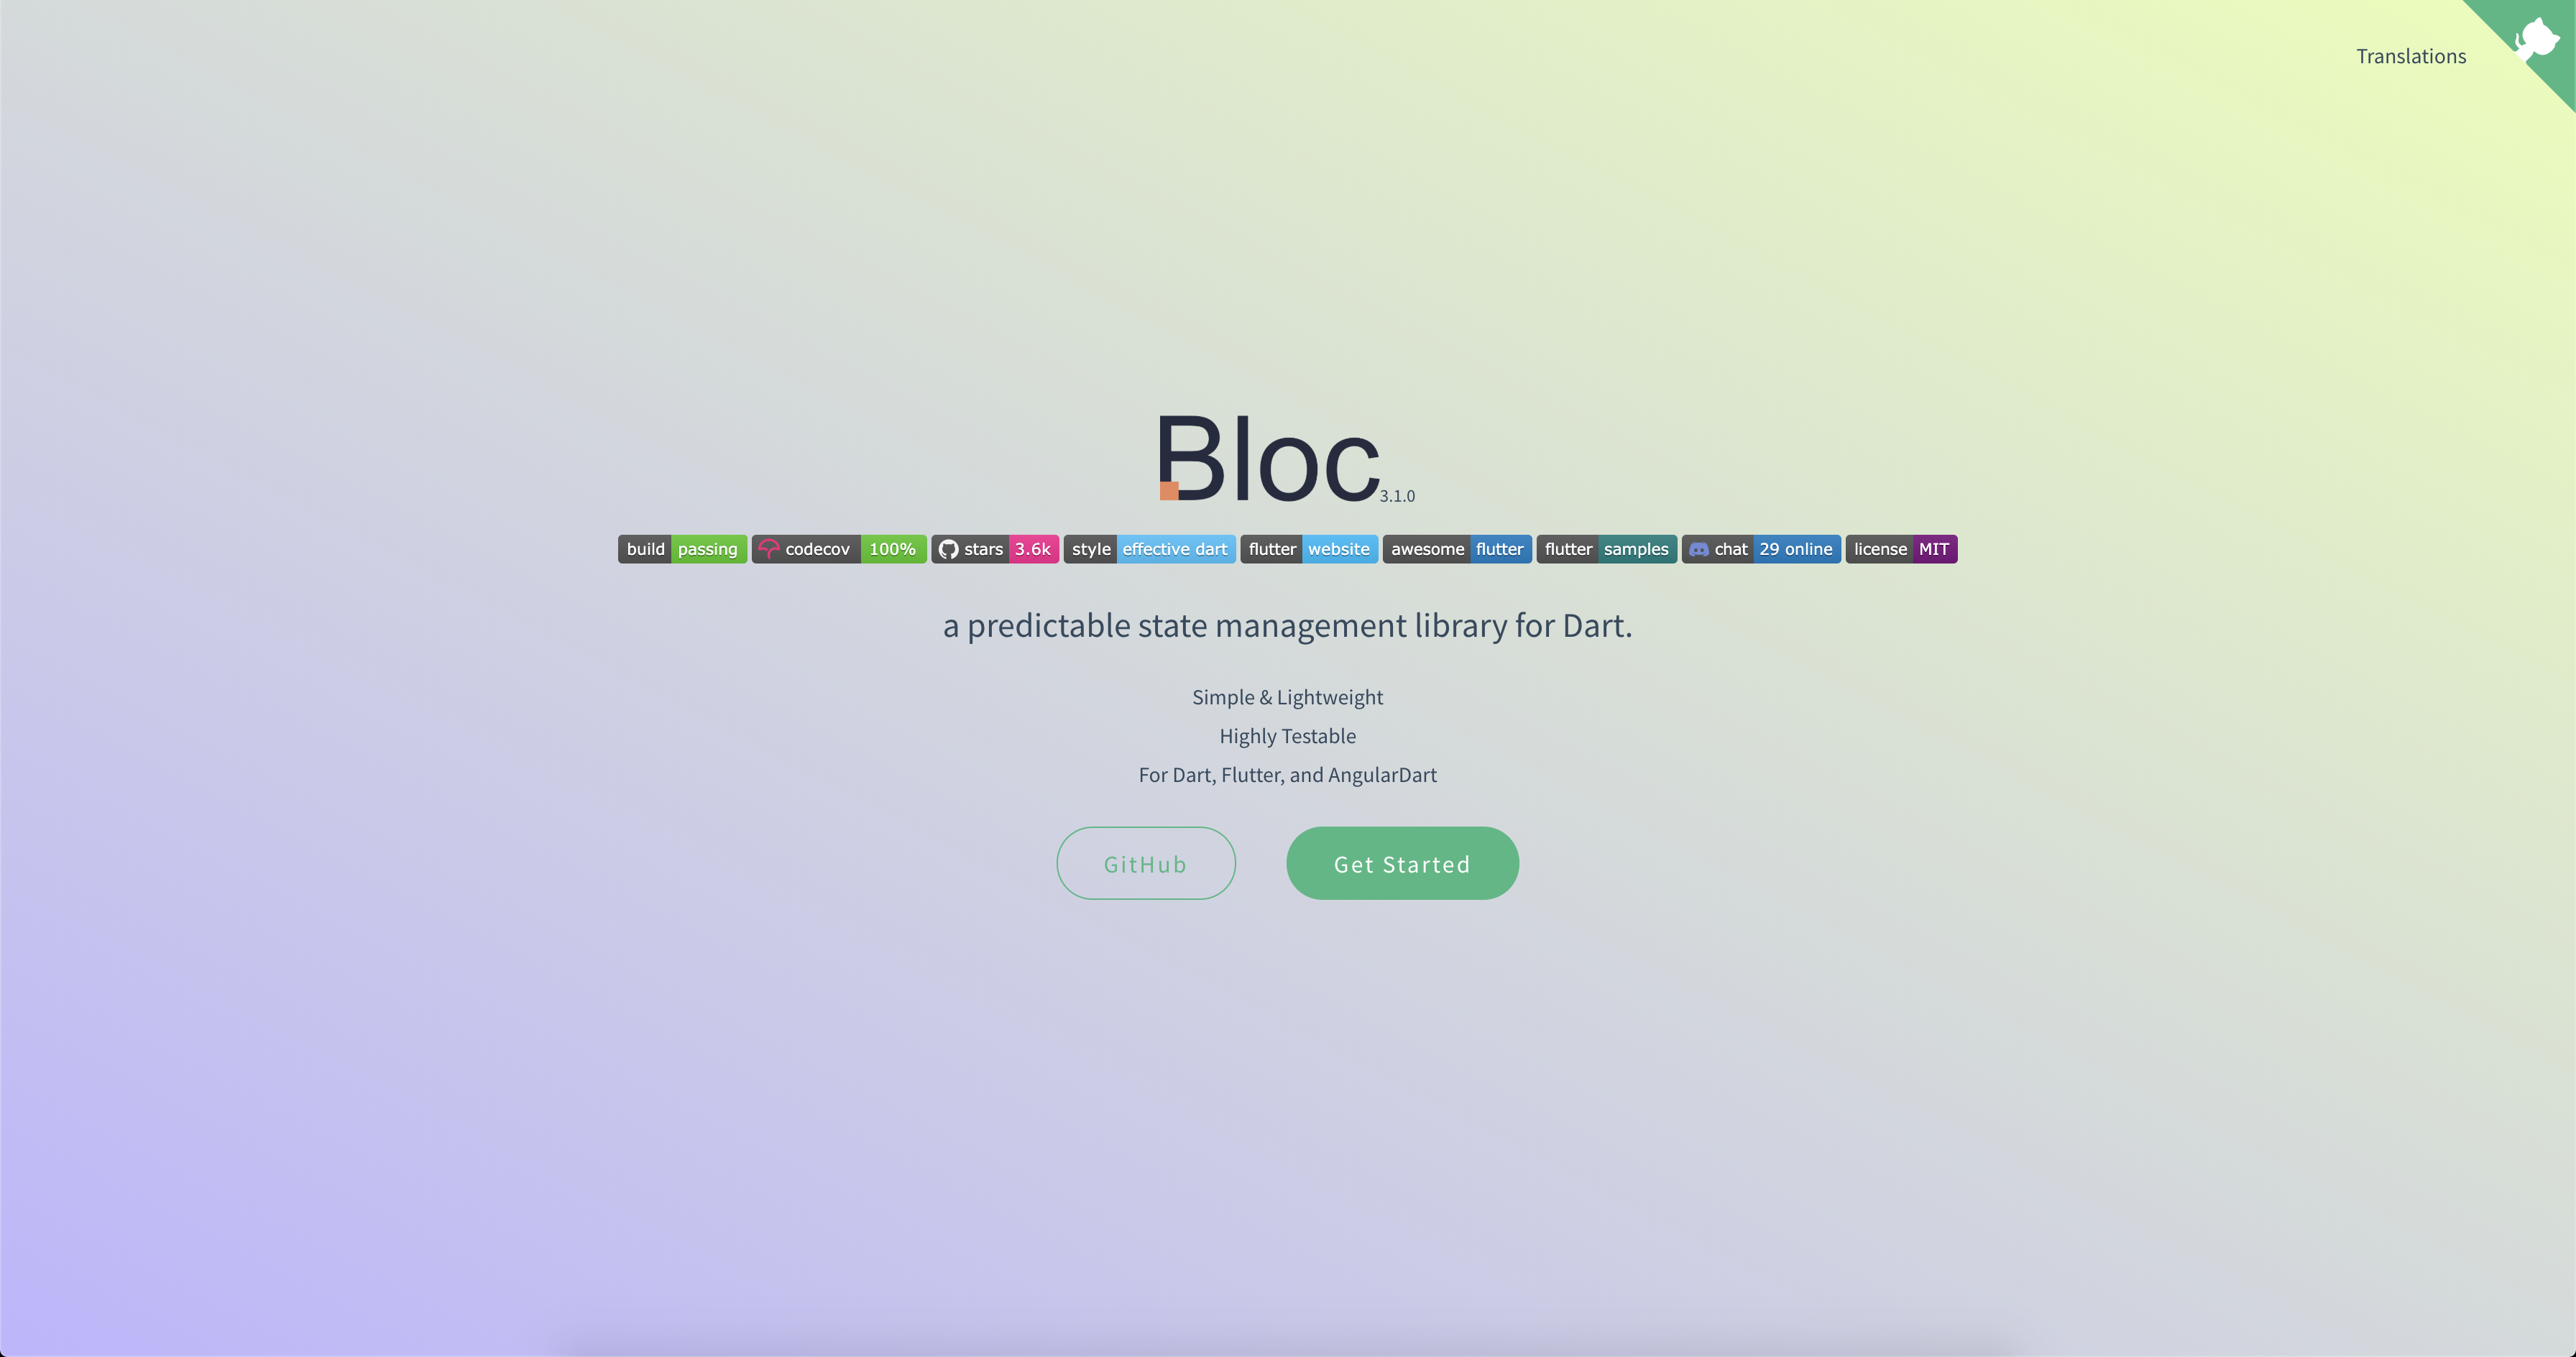 Translations
Bloc 3.1.0
build passing codecov 100% stars 3.6k style effective dart flutter website awesome flutter flutter samples chat 29 online license MIT
a predictable state management library for Dart.
Simple & Lightweight
Highly Testable
For Dart, Flutter, and AngularDart
GitHub Get Started